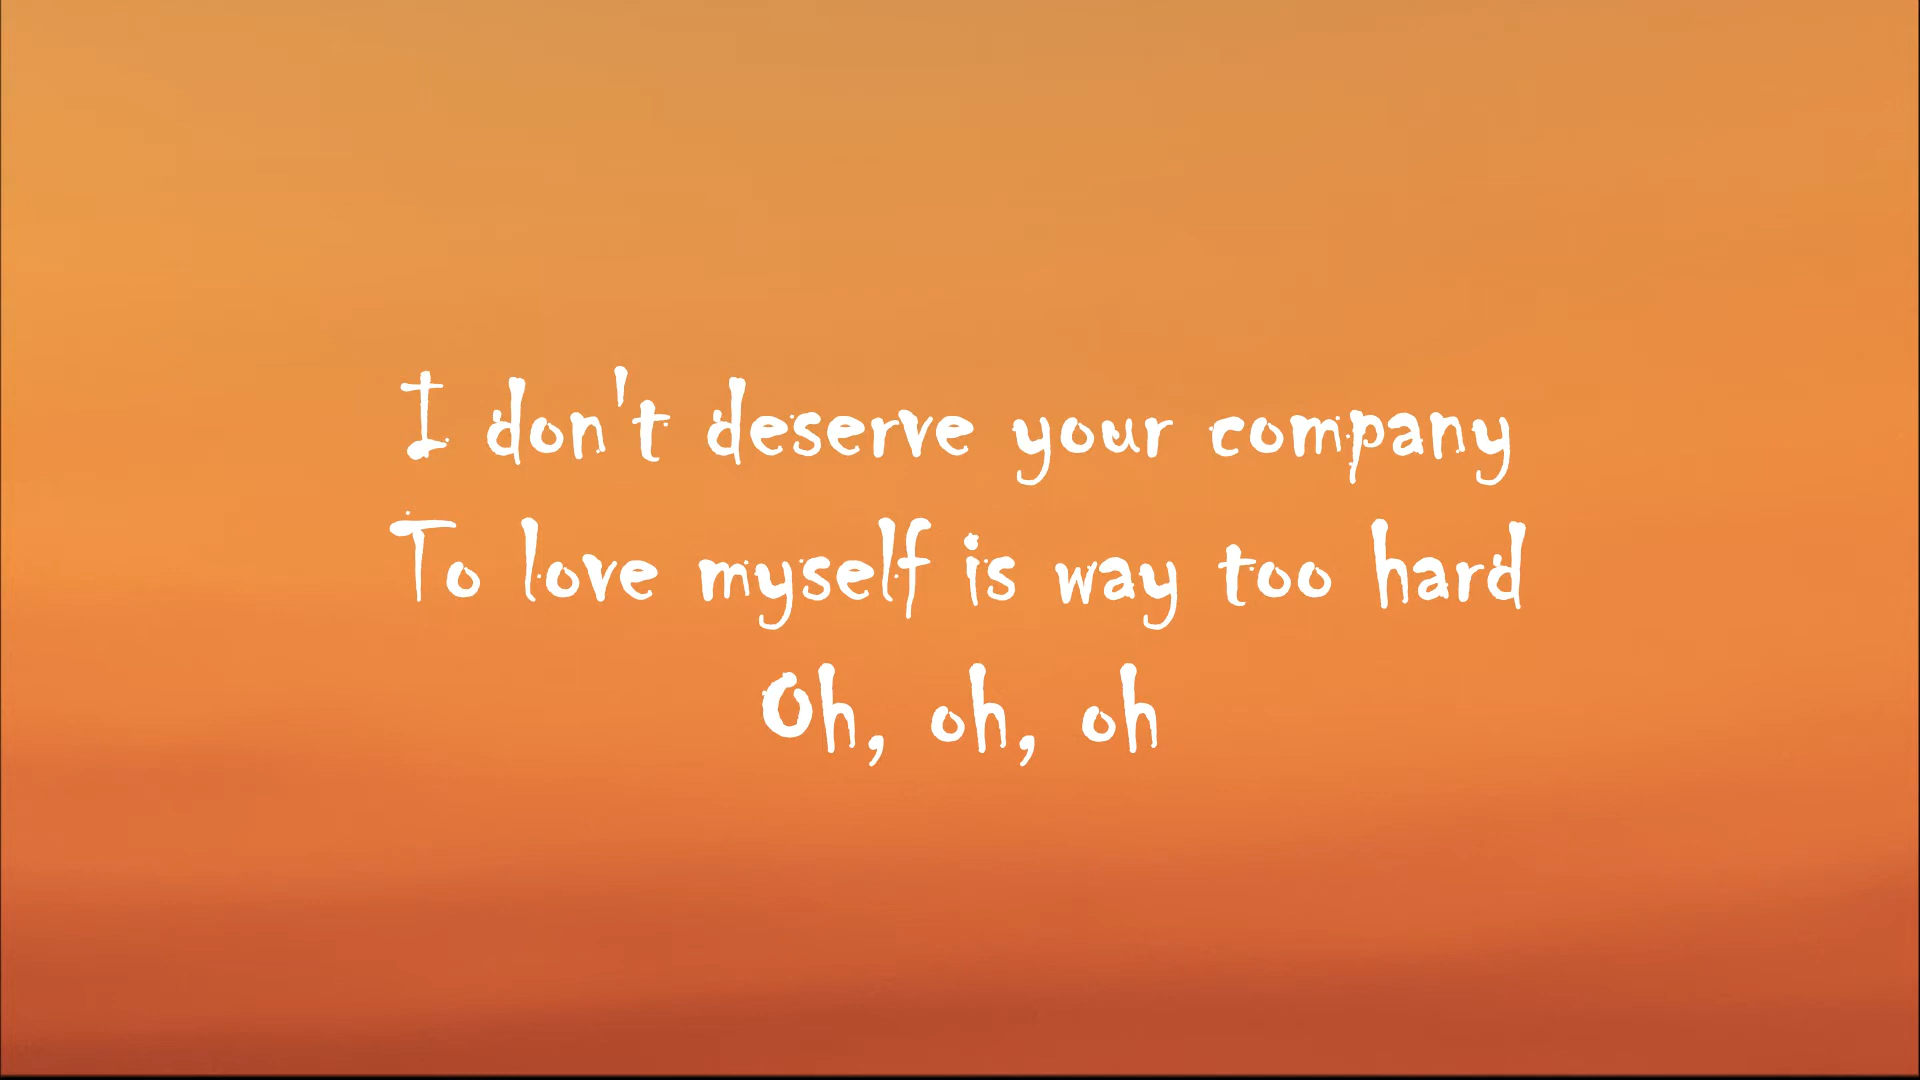 I don't deserve your company
To love myself is way too hard
Oh, oh, oh